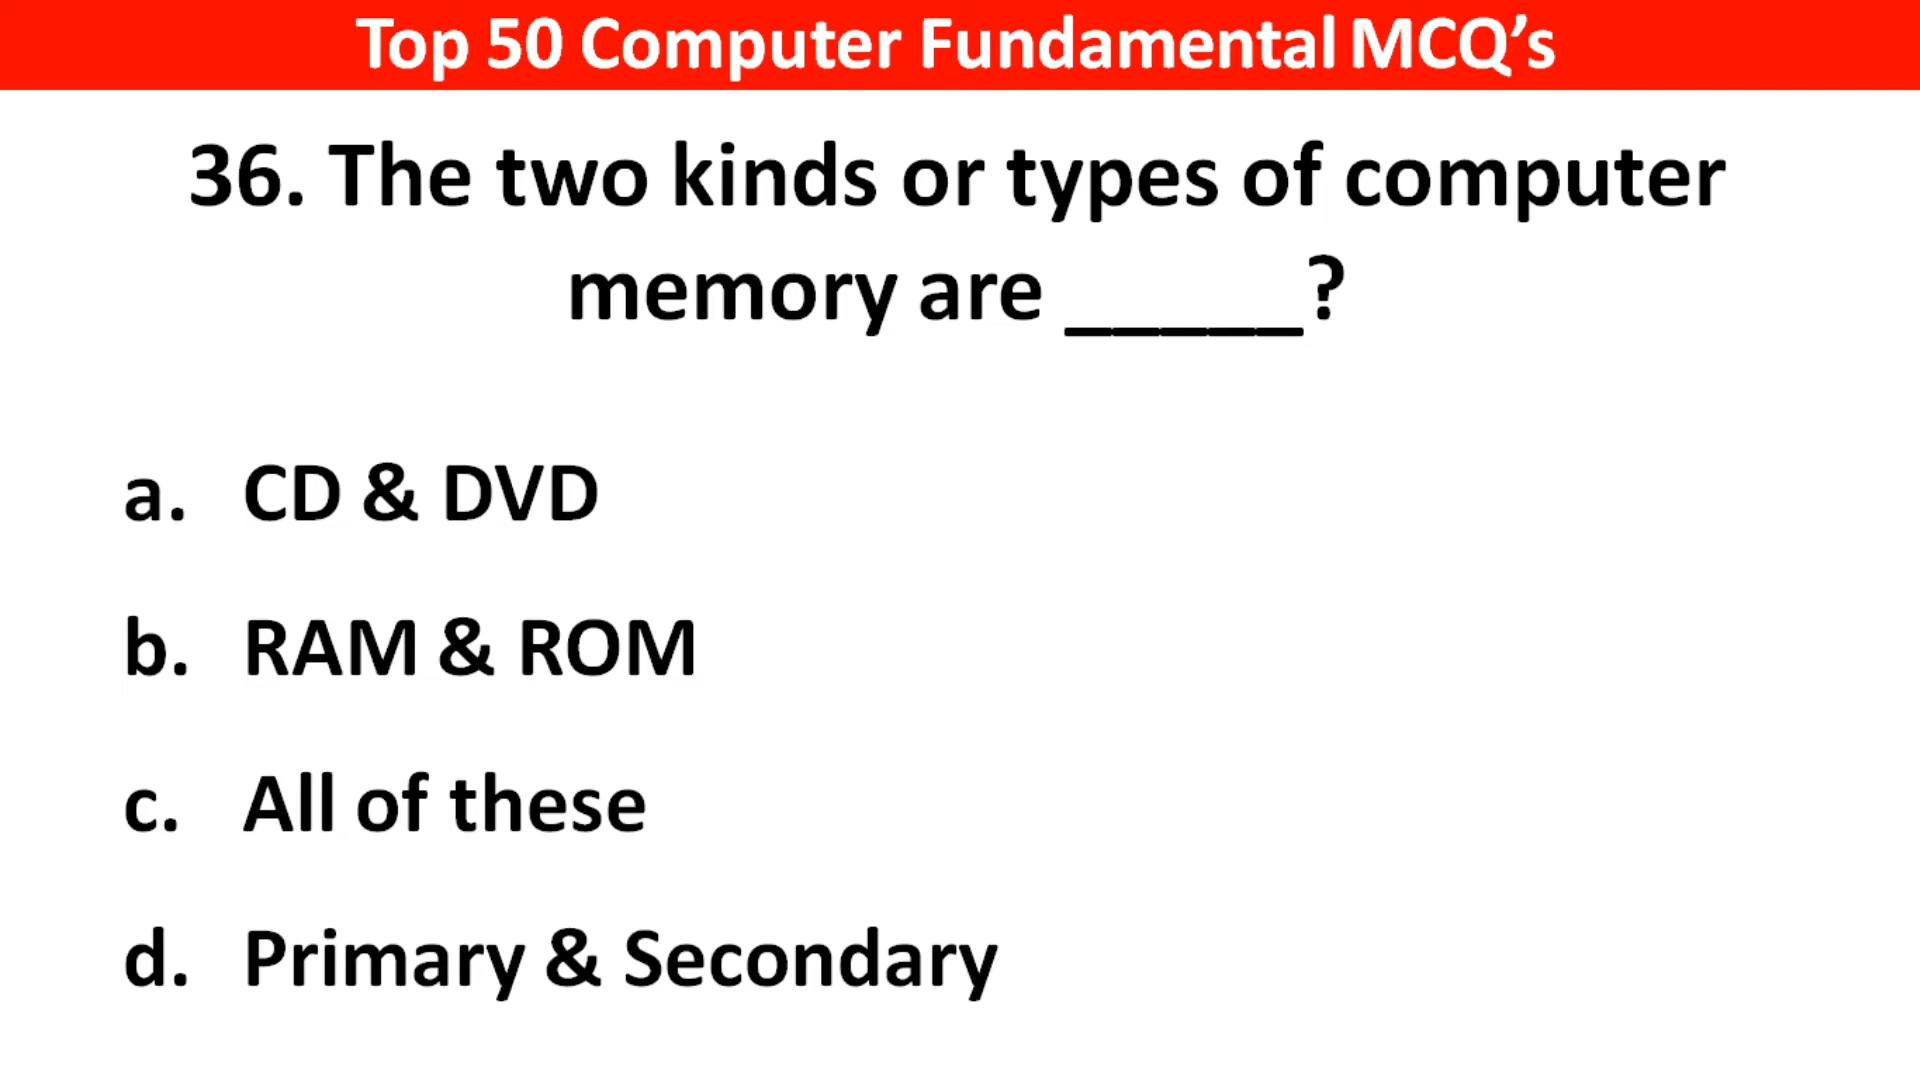 Top 50 Computer Fundamental MCQ’s
36. The two kinds or types of computer
memory are _____?
a. CD & DVD
b. RAM & ROM
c. All of these
d. Primary & Secondary